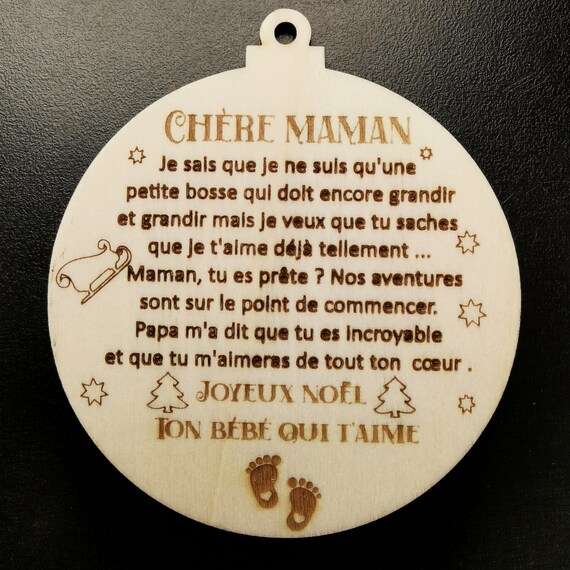 CHÈRE MAMAN
Je sais que je ne suis qu'une
petite bosse qui doit encore grandir
et grandir mais je veux que tu saches
que je t'aime déjà tellement ...
Maman, tu es prête ? Nos aventures
sont sur le point de commencer.
Papa m'a dit que tu es incroyable
et que tu m'aimeras de tout ton cœur .
JOYEUX NOËL
TON BÉBÉ QUI T'AIME